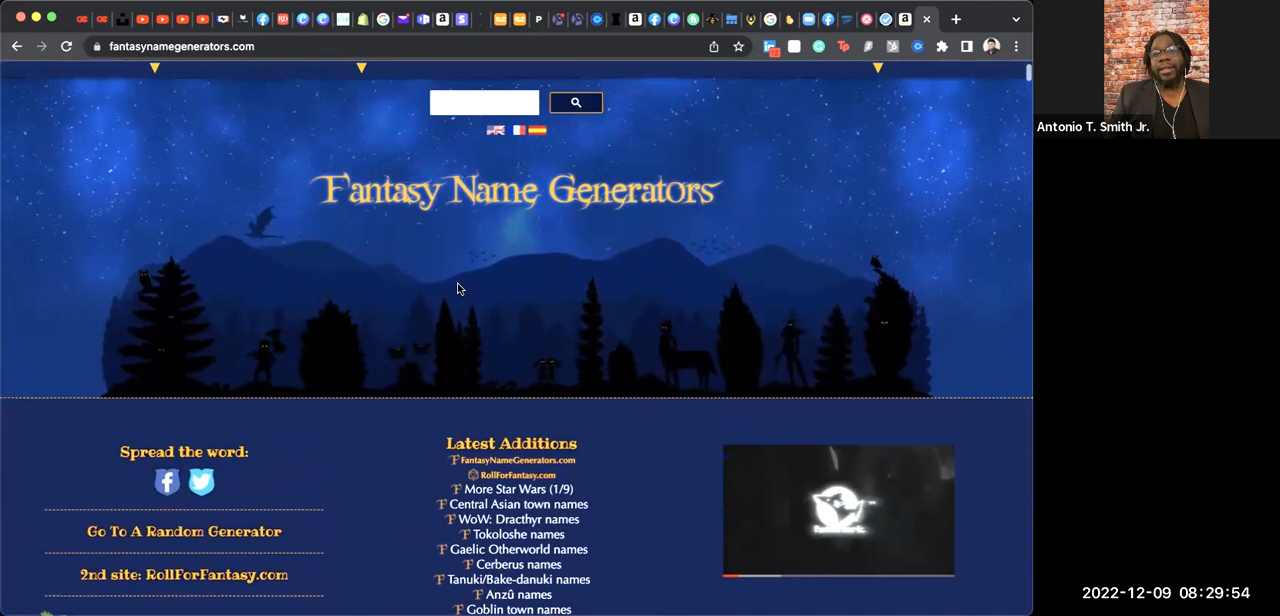 fantasynamegenerators.com
Antonio T. Smith Jr.
Fantasy Name Generators
Spread the word:
Go To A Random Generator
2nd site: RollForFantasy.com
Latest Additions
FantasyNameGenerators.com
RollForFantasy.com
More Star Wars (1/9)
Central Asian town names
WoW: Dracthyr names
Tokoloshe names
Gaelic Otherworld names
Cerberus names
Tanuki/Bake-danuki names
Anzû names
Goblin town names
2022-12-09 08:29:54